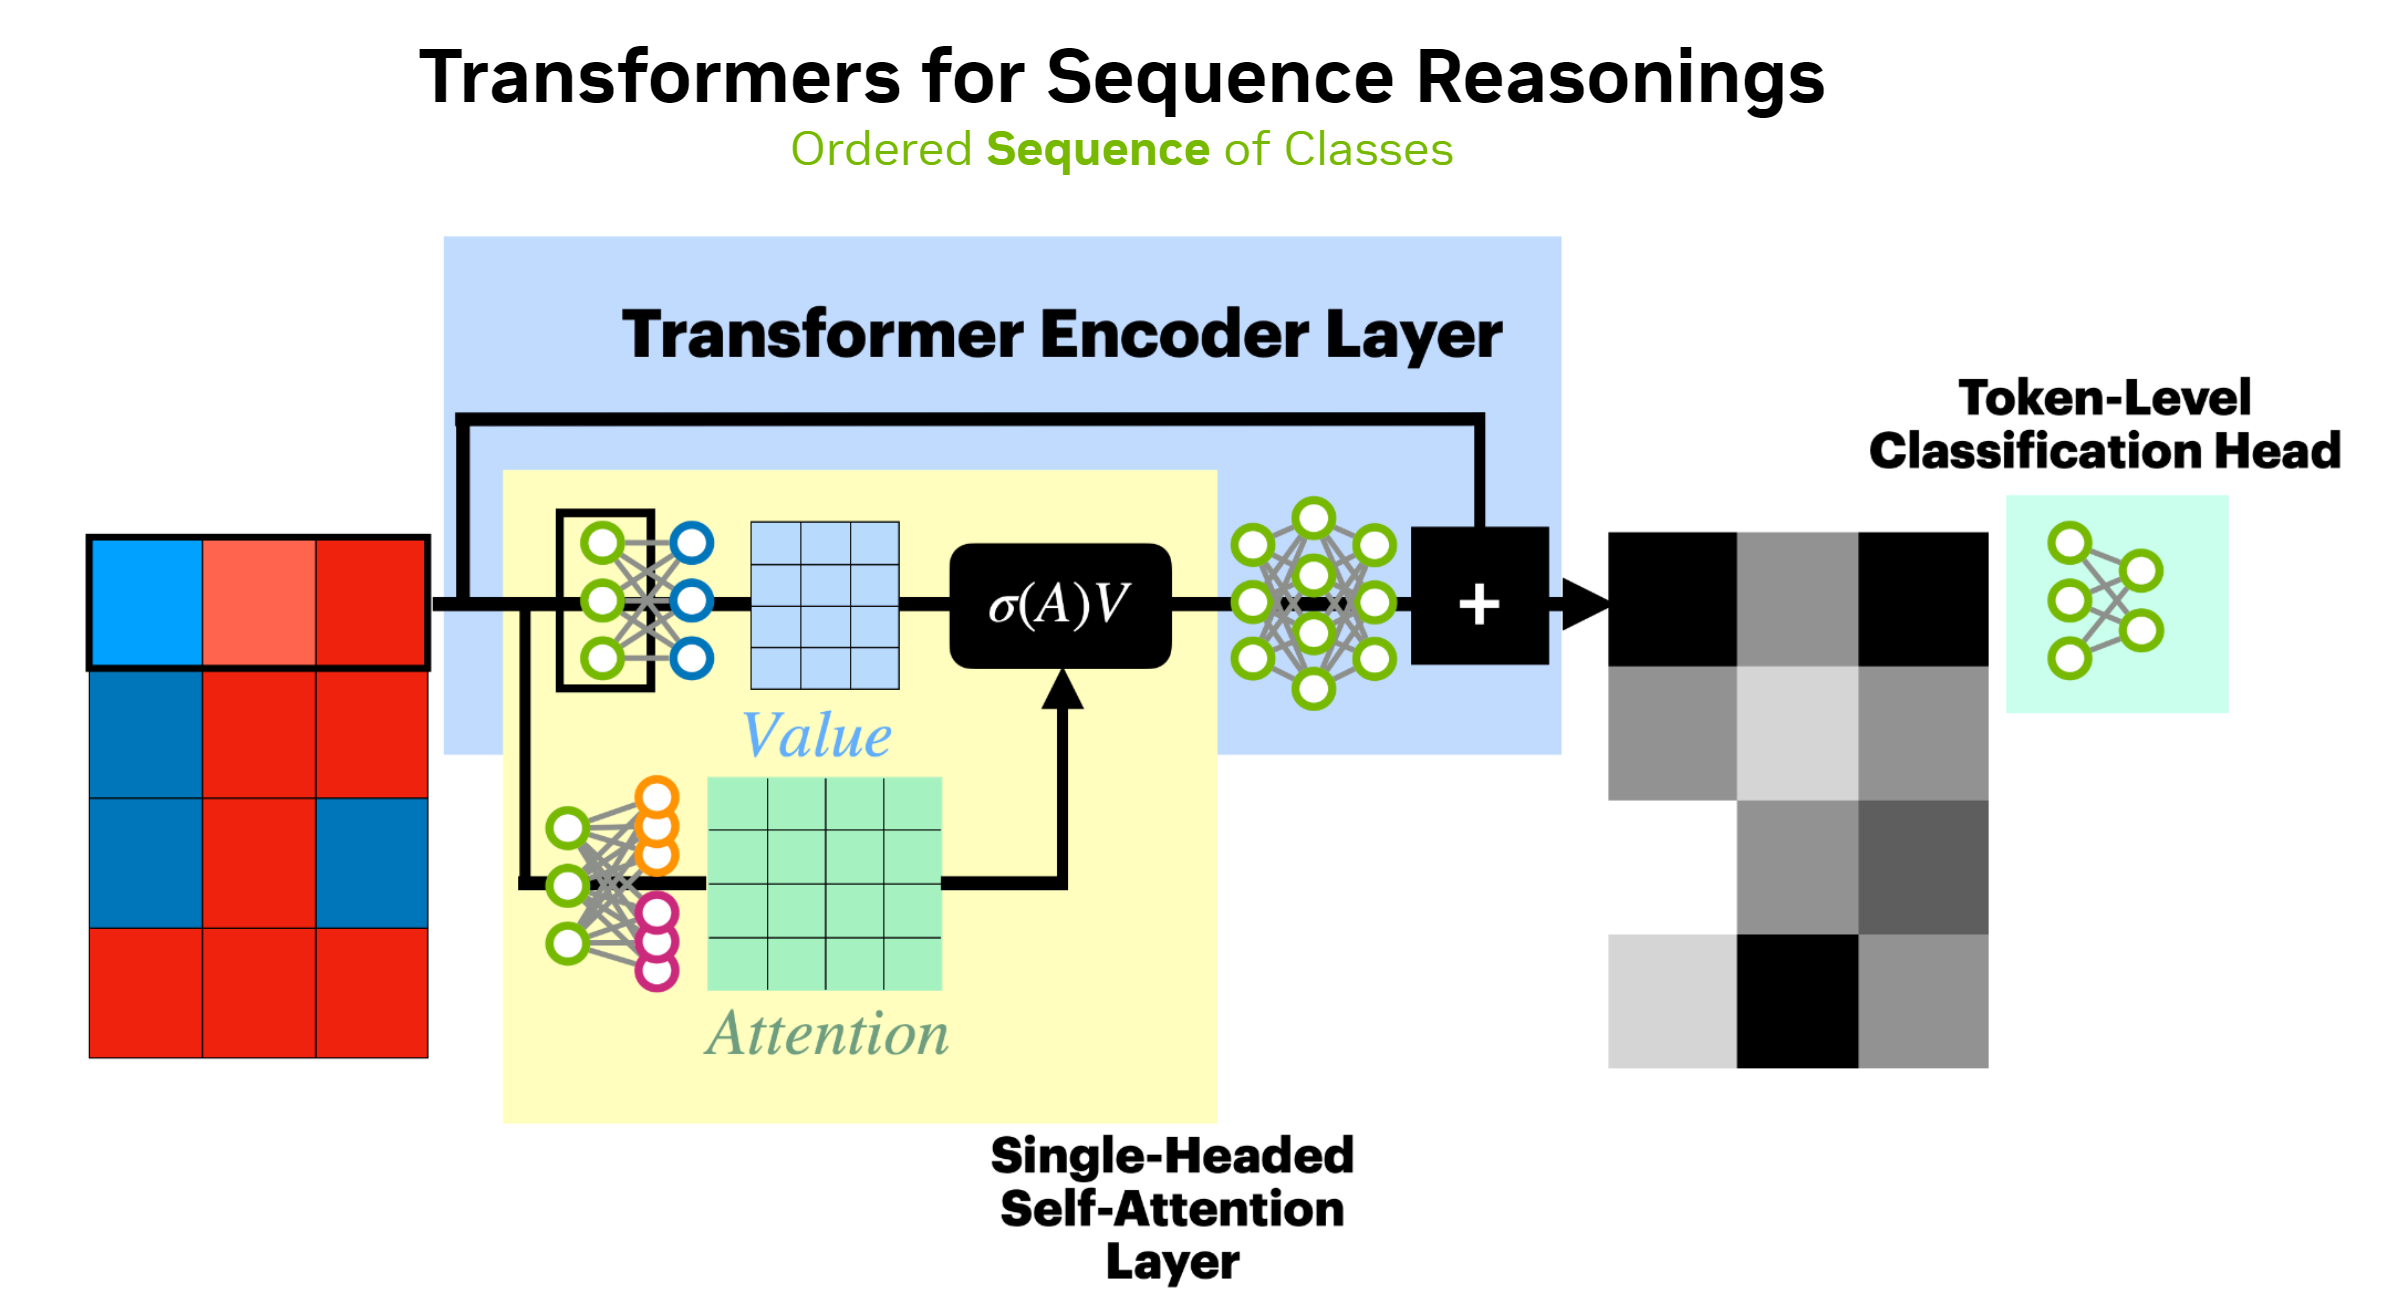 Transformers for Sequence Reasonings
Ordered Sequence of Classes
Transformer Encoder Layer
Token-Level
Classification Head
σ(A)V
+
Value
Attention
Single-Headed
Self-Attention
Layer